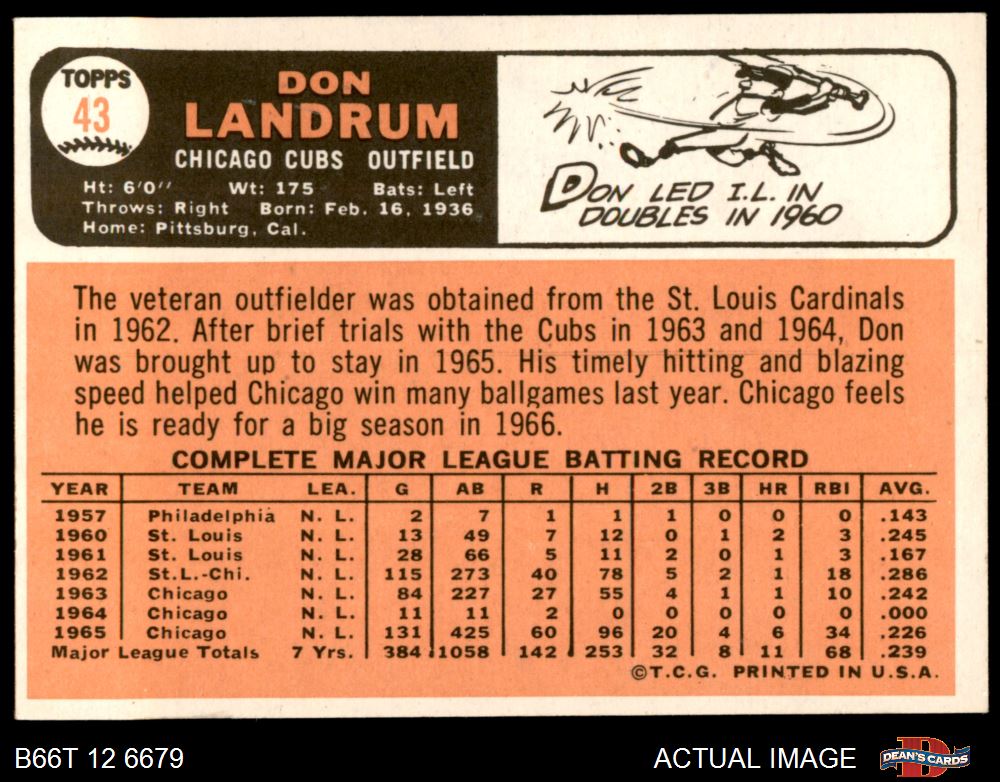 TOPPS
43
DON
LANDRUM
CHICAGO CUBS OUTFIELD
Ht: 6'0'' Wt: 175 Bats: Left
Throws: Right Born: Feb. 16, 1936
Home: Pittsburg, Cal.
DON LED I.L. IN
DOUBLES IN 1960
The veteran outfielder was obtained from the St. Louis Cardinals
in 1962. After brief trials with the Cubs in 1963 and 1964, Don
was brought up to stay in 1965. His timely hitting and blazing
speed helped Chicago win many ballgames last year. Chicago feels
he is ready for a big season in 1966.
COMPLETE MAJOR LEAGUE BATTING RECORD
YEAR TEAM LEA. G AB R H 2B 3B HR RBI AVG.
1957 Philadelphia N. L. 2 7 1 1 1 0 0 0 .143
1960 St. Louis N. L. 13 49 7 12 0 1 2 3 .245
1961 St. Louis N. L. 28 66 5 11 2 0 1 3 .167
1962 St.L.-Chi. N. L. 115 273 40 78 5 2 1 18 .286
1963 Chicago N. L. 84 227 27 55 4 1 1 10 .242
1964 Chicago N. L. 11 11 2 0 0 0 0 0 .000
1965 Chicago N. L. 131 425 60 96 20 4 6 34 .226
Major League Totals 7 Yrs. 384 1058 142 253 32 8 11 68 .239
©T.C.G. PRINTED IN U.S.A.
B66T 12 6679 ACTUAL IMAGE DEAN'S CARDS